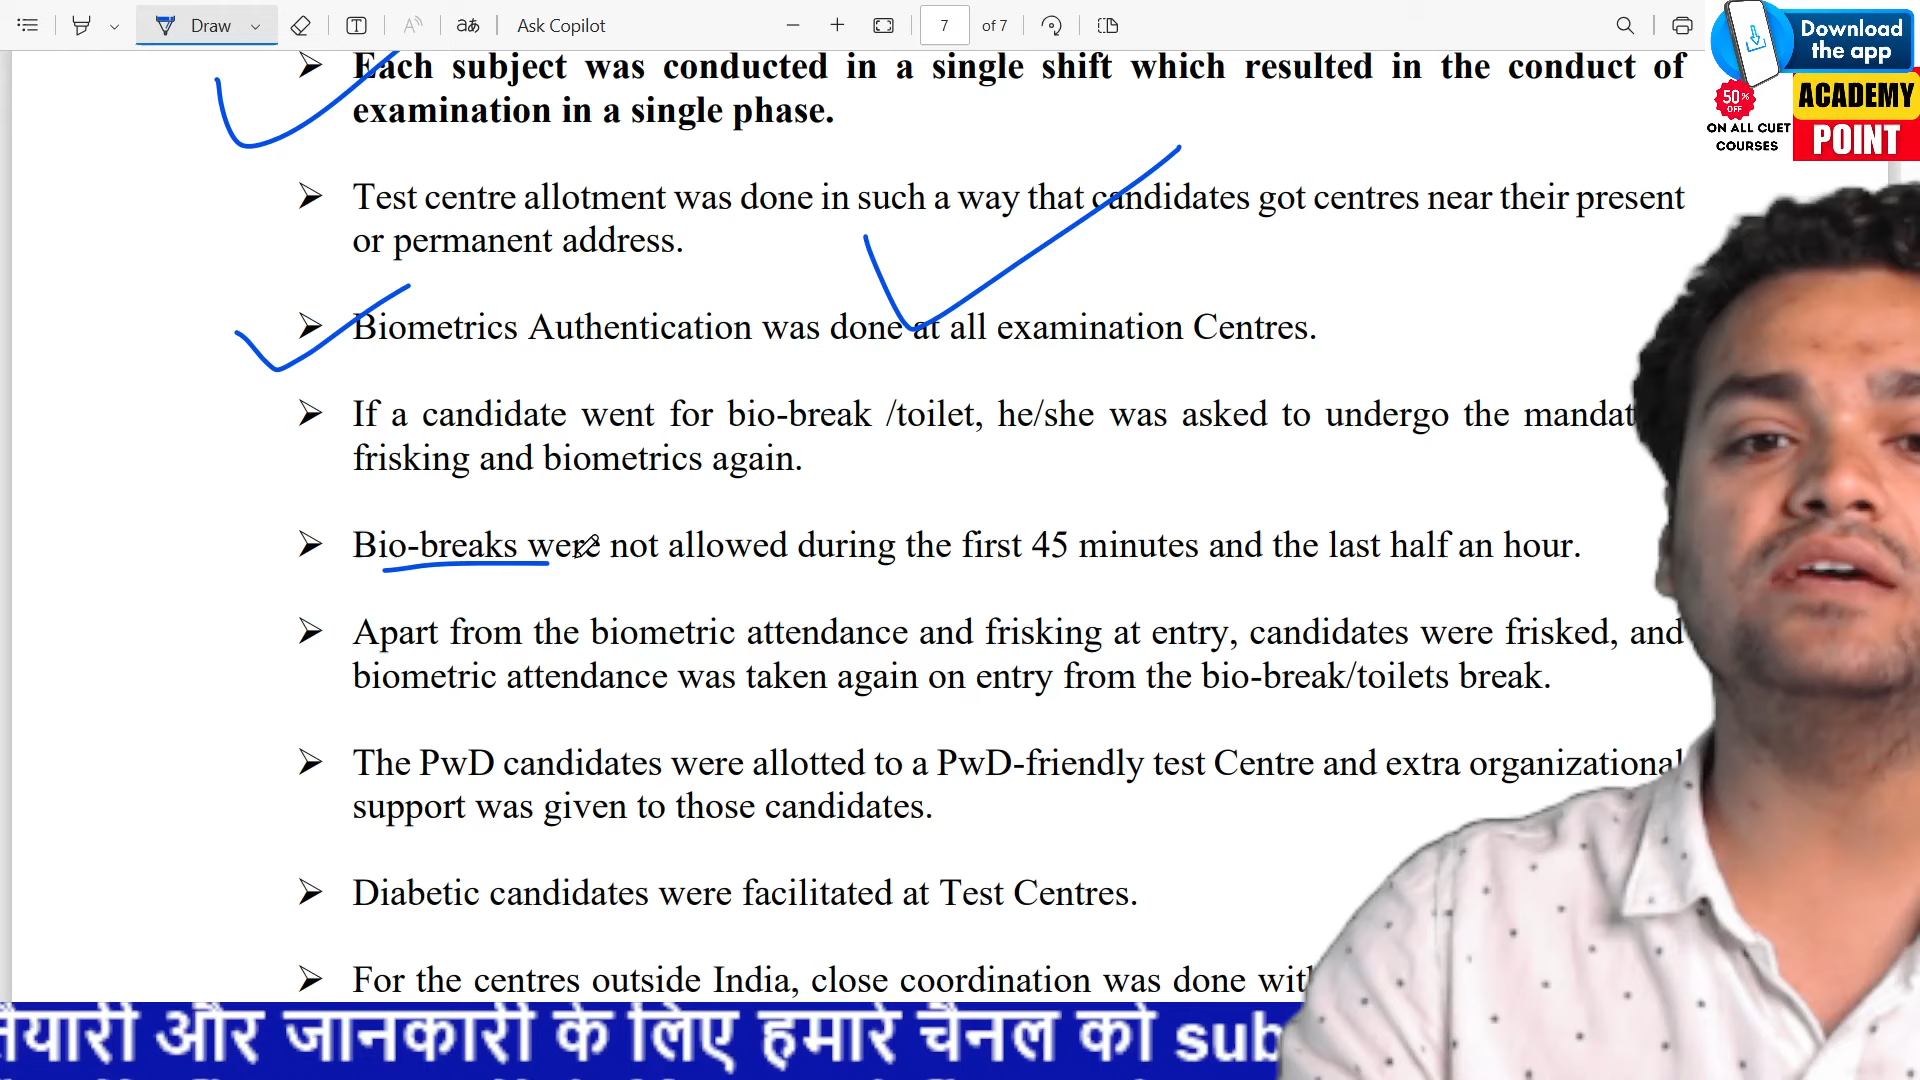 Draw
Ask Copilot
7 of 7
Download
the app
50%
OFF
ACADEMY
ON ALL CUET
COURSES
POINT
Each subject was conducted in a single shift which resulted in the conduct of
examination in a single phase.
Test centre allotment was done in such a way that candidates got centres near their present
or permanent address.
Biometrics Authentication was done at all examination Centres.
If a candidate went for bio-break /toilet, he/she was asked to undergo the
frisking and biometrics again.
Bio-breaks were not allowed during the first 45 minutes and the last half an hour.
Apart from the biometric attendance and frisking at entry, candidates were frisked, and
biometric attendance was taken again on entry from the bio-break/toilets break.
The PwD candidates were allotted to a PwD-friendly test Centre and extra organizational
support was given to those candidates.
Diabetic candidates were facilitated at Test Centres.
For the centres outside India, close coordination was done
और जानकारी के लिए हमारे चैनल को sub